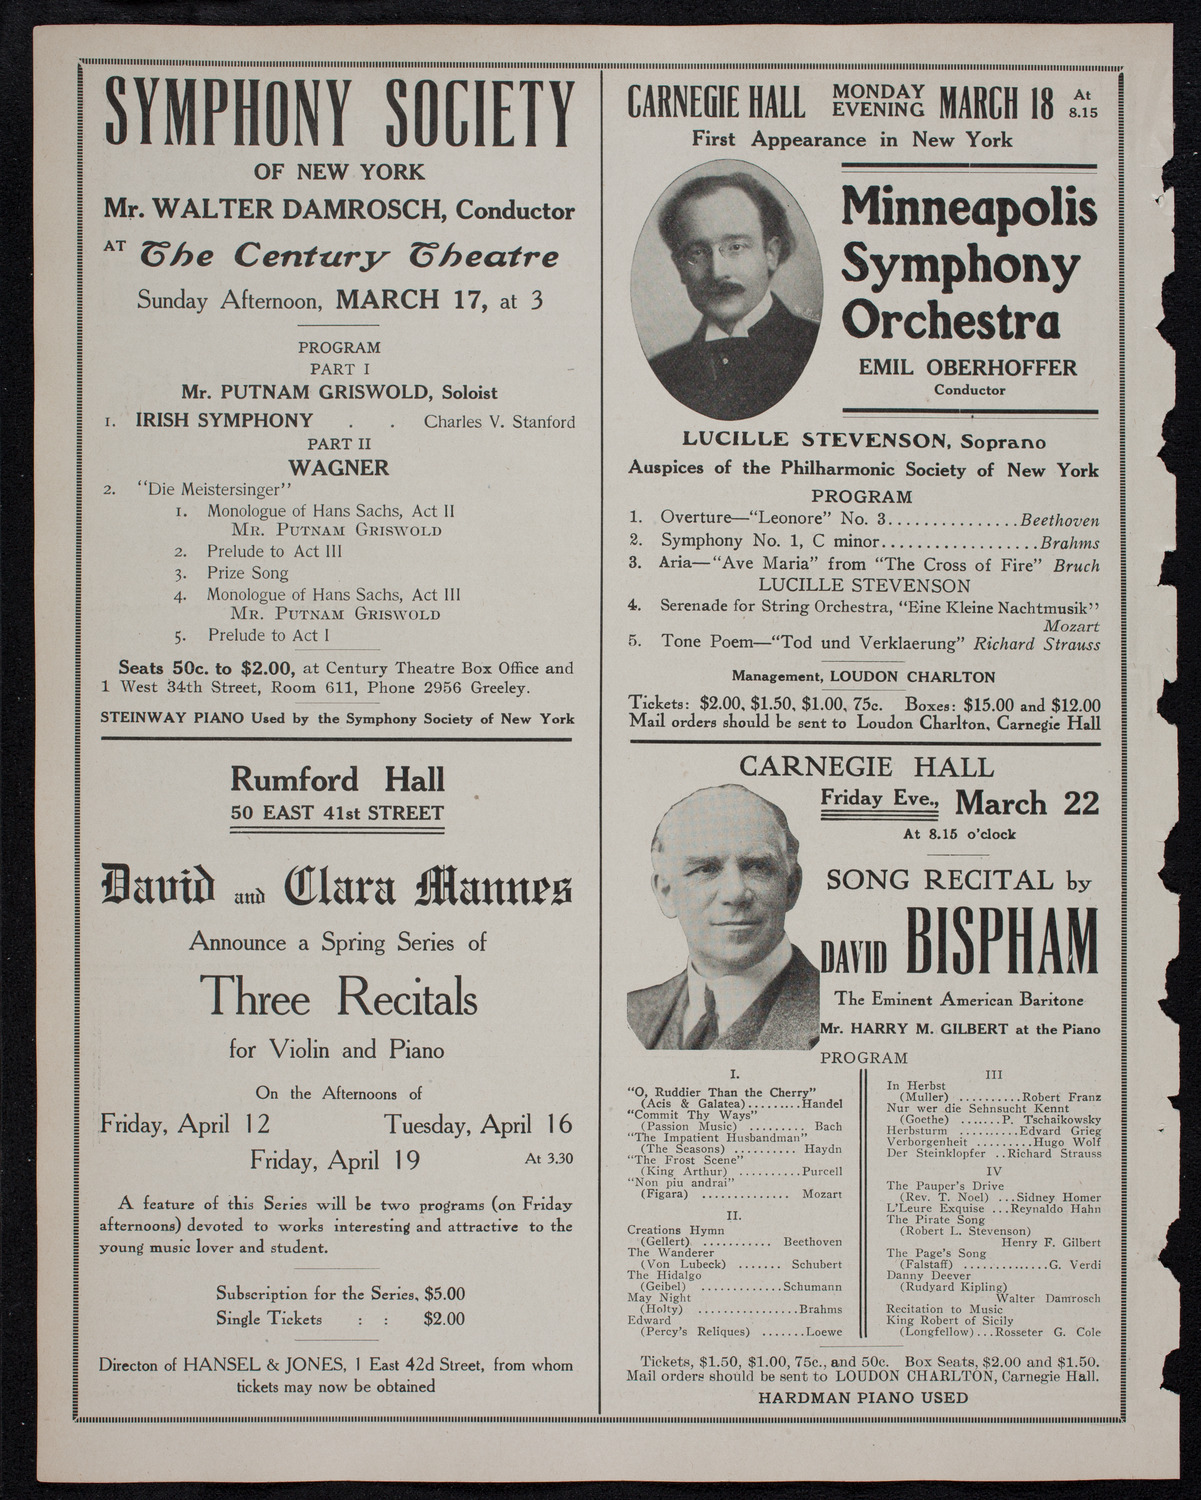 SYMPHONY SOCIETY
OF NEW YORK
Mr. WALTER DAMROSCH, Conductor
AT The Century Theatre
Sunday Afternoon, MARCH 17, at 3
PROGRAM
PART I
Mr. PUTNAM GRISWOLD, Soloist
1. IRISH SYMPHONY . . Charles V. Stanford
PART II
WAGNER
2. "Die Meistersinger"
1. Monologue of Hans Sachs, Act II
MR. PUTNAM GRISWOLD
2. Prelude to Act III
3. Prize Song
4. Monologue of Hans Sachs, Act III
MR. PUTNAM GRISWOLD
5. Prelude to Act I
Seats 50c. to $2.00, at Century Theatre Box Office and
1 West 34th Street, Room 611, Phone 2956 Greeley.
STEINWAY PIANO Used by the Symphony Society of New York
Rumford Hall
50 EAST 41st STREET
David and Clara Mannes
Announce a Spring Series of
Three Recitals
for Violin and Piano
On the Afternoons of
Friday, April 12 Tuesday, April 16
Friday, April 19 At 3.30
A feature of this Series will be two programs (on Friday
afternoons) devoted to works interesting and attractive to the
young music lover and student.
Subscription for the Series, $5.00
Single Tickets : : $2.00
Directon of HANSEL & JONES, 1 East 42d Street, from whom
tickets may now be obtained
CARNEGIE HALL MONDAY EVENING MARCH 18 At 8.15
First Appearance in New York
Minneapolis
Symphony
Orchestra
EMIL OBERHOFFER
Conductor
LUCILLE STEVENSON, Soprano
Auspices of the Philharmonic Society of New York
PROGRAM
1. Overture—"Leonore" No. 3...............Beethoven
2. Symphony No. 1, C minor.................Brahms
3. Aria—"Ave Maria" from "The Cross of Fire" Bruch
LUCILLE STEVENSON
4. Serenade for String Orchestra, "Eine Kleine Nachtmusik"
Mozart
5. Tone Poem—"Tod und Verklaerung" Richard Strauss
Management, LOUDON CHARLTON
Tickets: $2.00, $1.50, $1.00, 75c. Boxes: $15.00 and $12.00
Mail orders should be sent to Loudon Charlton, Carnegie Hall
CARNEGIE HALL
Friday Eve., March 22
At 8.15 o'clock
SONG RECITAL by
DAVID BISPHAM
The Eminent American Baritone
Mr. HARRY M. GILBERT at the Piano
PROGRAM
I.
"O, Ruddier Than the Cherry"
(Acis & Galatea).........Handel
"Commit Thy Ways"
(Passion Music) ......... Bach
"The Impatient Husbandman"
(The Seasons) .......... Haydn
"The Frost Scene"
(King Arthur) ..........Purcell
"Non piu andrai"
(Figara) .............. Mozart
II.
Creations Hymn
(Gellert) ........... Beethoven
The Wanderer
(Von Lubeck) ....... Schubert
The Hidalgo
(Geibel) ............Schumann
May Night
(Holty) ................Brahms
Edward
(Percy's Reliques) .......Loewe
III
In Herbst
(Muller) ..........Robert Franz
Nur wer die Sehnsucht Kennt
(Goethe) .......P. Tschaikowsky
Herbsturm ..........Edvard Grieg
Verborgenheit .........Hugo Wolf
Der Steinklopfer ..Richard Strauss
IV
The Pauper's Drive
(Rev. T. Noel) ...Sidney Homer
L'Leure Exquise ...Reynaldo Hahn
The Pirate Song
(Robert L. Stevenson)
Henry F. Gilbert
The Page's Song
(Falstaff) ..............G. Verdi
Danny Deever
(Rudyard Kipling)
Walter Damrosch
Recitation to Music
King Robert of Sicily
(Longfellow)...Rosseter G. Cole
Tickets, $1.50, $1.00, 75c., and 50c. Box Seats, $2.00 and $1.50.
Mail orders should be sent to LOUDON CHARLTON, Carnegie Hall.
HARDMAN PIANO USED